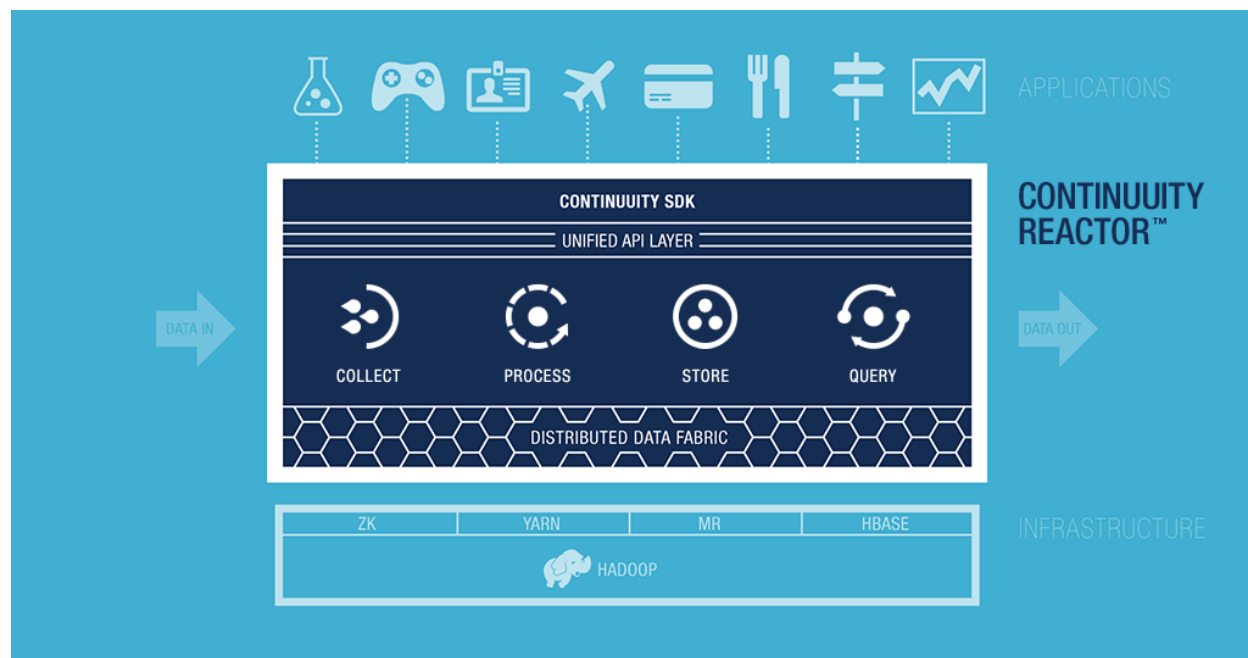 APPLICATIONS
CONTINUUITY SDK
CONTINUUITY
REACTOR™
UNIFIED API LAYER
DATA IN
DATA OUT
COLLECT
PROCESS
STORE
QUERY
DISTRIBUTED DATA FABRIC
ZK
YARN
MR
HBASE
INFRASTRUCTURE
HADOOP